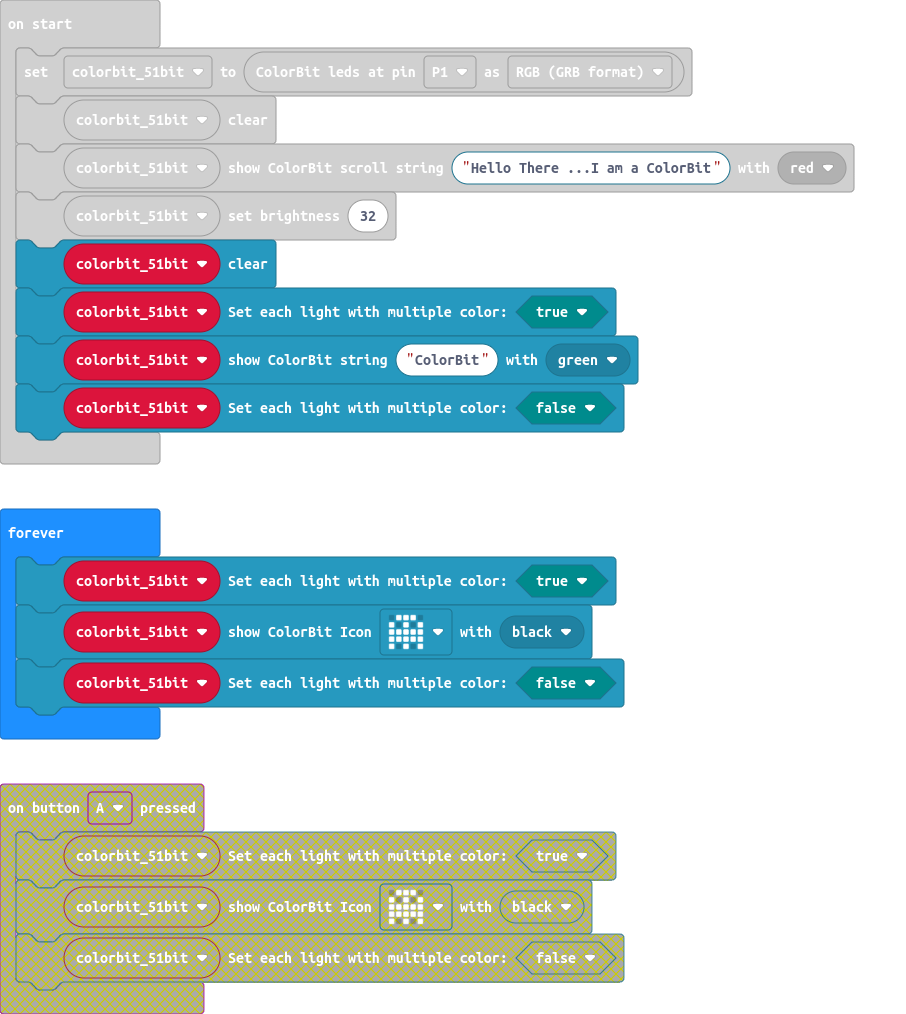 on start
set colorbit_51bit to ColorBit leds at pin P1 as RGB (GRB format)
colorbit_51bit clear
colorbit_51bit show ColorBit scroll string "Hello There ...I am a ColorBit" with red
colorbit_51bit set brightness 32
colorbit_51bit clear
colorbit_51bit Set each light with multiple color: true
colorbit_51bit show ColorBit string "ColorBit" with green
colorbit_51bit Set each light with multiple color: false
forever
colorbit_51bit Set each light with multiple color: true
colorbit_51bit show ColorBit Icon with black
colorbit_51bit Set each light with multiple color: false
on button A pressed
colorbit_51bit Set each light with multiple color: true
colorbit_51bit show ColorBit Icon with black
colorbit_51bit Set each light with multiple color: false